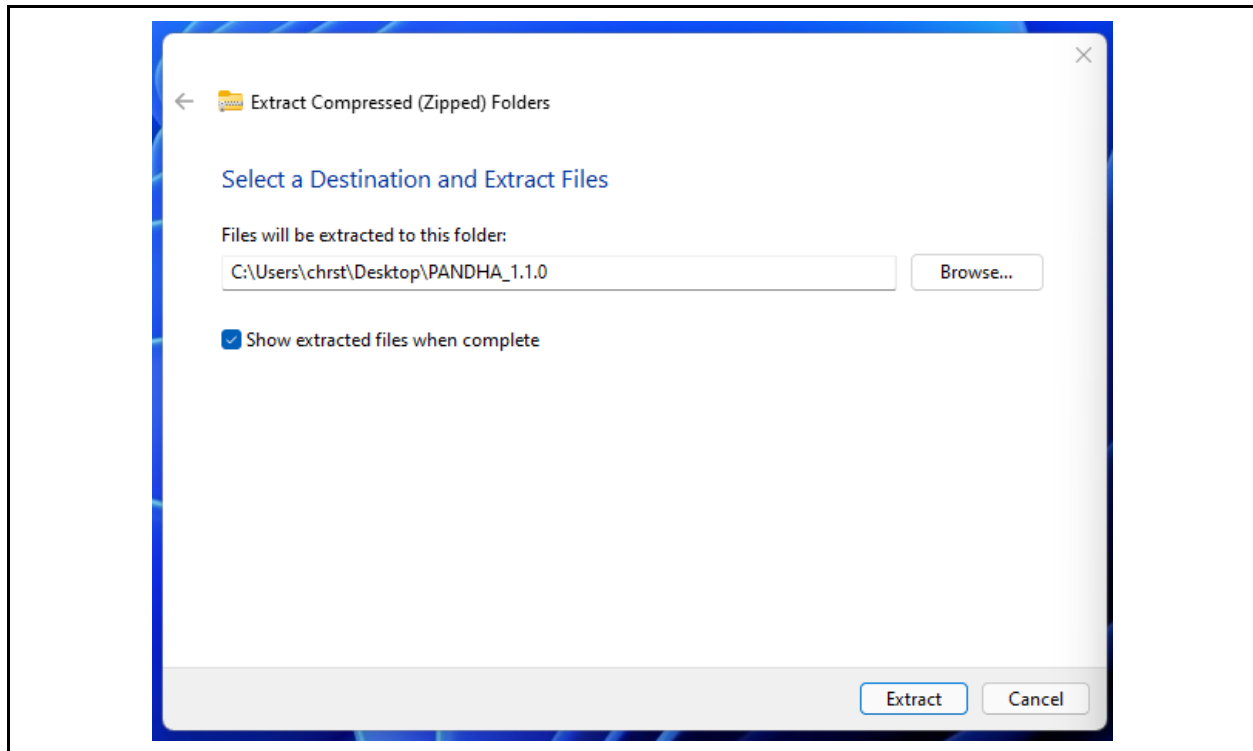 Extract Compressed (Zipped) Folders
Select a Destination and Extract Files
Files will be extracted to this folder:
C:\Users\chrst\Desktop\PANDHA_1.1.0
Browse...
Show extracted files when complete
Extract
Cancel